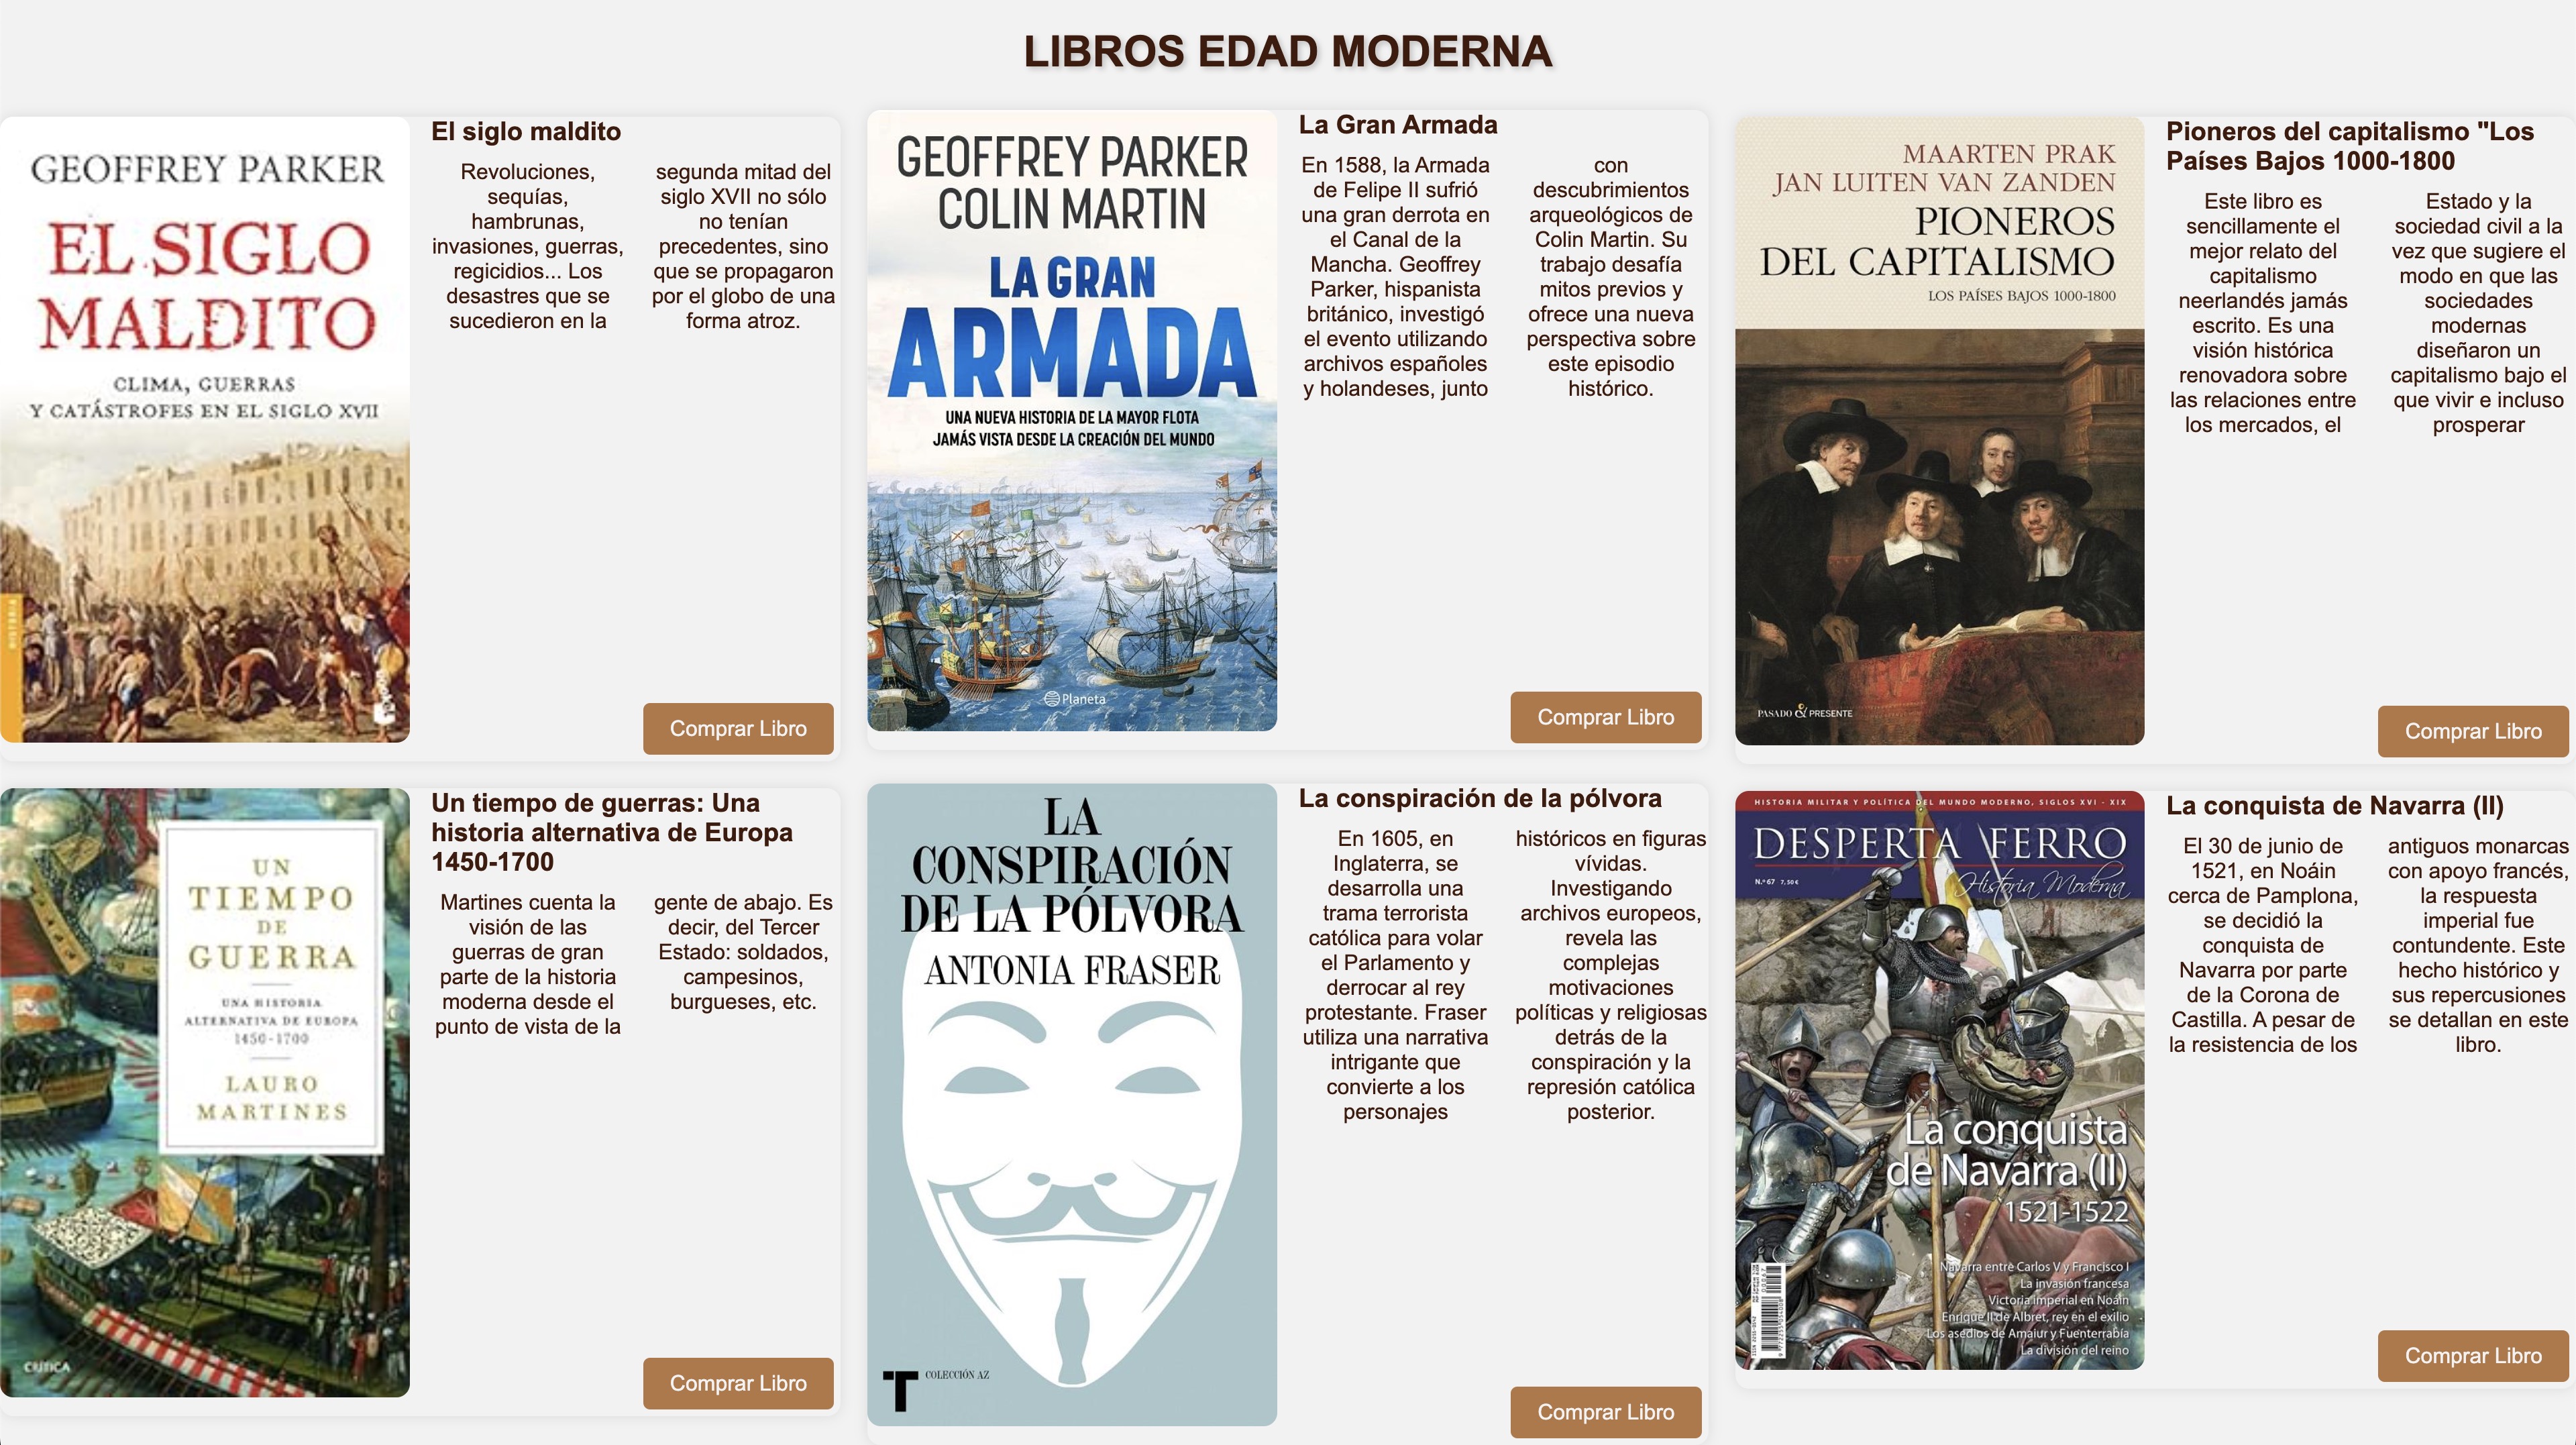 LIBROS EDAD MODERNA
GEOFFREY PARKER
EL SIGLO
MALDITO
CLIMA, GUERRAS
Y CATÁSTROFES EN EL SIGLO XVII
El siglo maldito
Revoluciones,
sequías,
hambrunas,
invasiones, guerras,
regicidios... Los
desastres que se
sucedieron en la
segunda mitad del
siglo XVII no sólo
no tenían
precedentes, sino
que se propagaron
por el globo de una
forma atroz.
Comprar Libro
GEOFFREY PARKER
COLIN MARTIN
LA GRAN
ARMADA
UNA NUEVA HISTORIA DE LA MAYOR FLOTA
JAMÁS VISTA DESDE LA CREACIÓN DEL MUNDO
Planeta
La Gran Armada
En 1588, la Armada
de Felipe II sufrió
una gran derrota en
el Canal de la
Mancha. Geoffrey
Parker, hispanista
británico, investigó
el evento utilizando
archivos españoles
y holandeses, junto
con
descubrimientos
arqueológicos de
Colin Martin. Su
trabajo desafía
mitos previos y
ofrece una nueva
perspectiva sobre
este episodio
histórico.
Comprar Libro
MAARTEN PRAK
JAN LUITEN VAN ZANDEN
PIONEROS
DEL CAPITALISMO
LOS PAÍSES BAJOS 1000-1800
PASADO & PRESENTE
Pioneros del capitalismo "Los
Países Bajos 1000-1800
Este libro es
sencillamente el
mejor relato del
capitalismo
neerlandés jamás
escrito. Es una
visión histórica
renovadora sobre
las relaciones entre
los mercados, el
Estado y la
sociedad civil a la
vez que sugiere el
modo en que las
sociedades
modernas
diseñaron un
capitalismo bajo el
que vivir e incluso
prosperar
Comprar Libro
UN
TIEMPO
DE
GUERRA
UNA HISTORIA
ALTERNATIVA DE EUROPA
1450-1700
LAURO
MARTINES
CRÍTICA
Un tiempo de guerras: Una
historia alternativa de Europa
1450-1700
Martines cuenta la
visión de las
guerras de gran
parte de la historia
moderna desde el
punto de vista de la
gente de abajo. Es
decir, del Tercer
Estado: soldados,
campesinos,
burgueses, etc.
Comprar Libro
LA
CONSPIRACIÓN
DE LA PÓLVORA
ANTONIA FRASER
T COLECCIÓN AZ
La conspiración de la pólvora
En 1605, en
Inglaterra, se
desarrolla una
trama terrorista
católica para volar
el Parlamento y
derrocar al rey
protestante. Fraser
utiliza una narrativa
intrigante que
convierte a los
personajes
históricos en figuras
vívidas.
Investigando
archivos europeos,
revela las
complejas
motivaciones
políticas y religiosas
detrás de la
conspiración y la
represión católica
posterior.
Comprar Libro
HISTORIA MILITAR Y POLÍTICA DEL MUNDO MODERNO, SIGLOS XVI - XIX
DESPERTA FERRO
N.º 67 7,50 €
Historia Moderna
La conquista
de Navarra (II)
1521-1522
Navarra entre Carlos V y Francisco I
La invasión francesa
Victoria imperial en Noáin
Enrique II de Albret, rey en el exilio
Los asedios de Amaiur y Fuenterrabía
La división del reino
La conquista de Navarra (II)
El 30 de junio de
1521, en Noáin
cerca de Pamplona,
se decidió la
conquista de
Navarra por parte
de la Corona de
Castilla. A pesar de
la resistencia de los
antiguos monarcas
con apoyo francés,
la respuesta
imperial fue
contundente. Este
hecho histórico y
sus repercusiones
se detallan en este
libro.
Comprar Libro